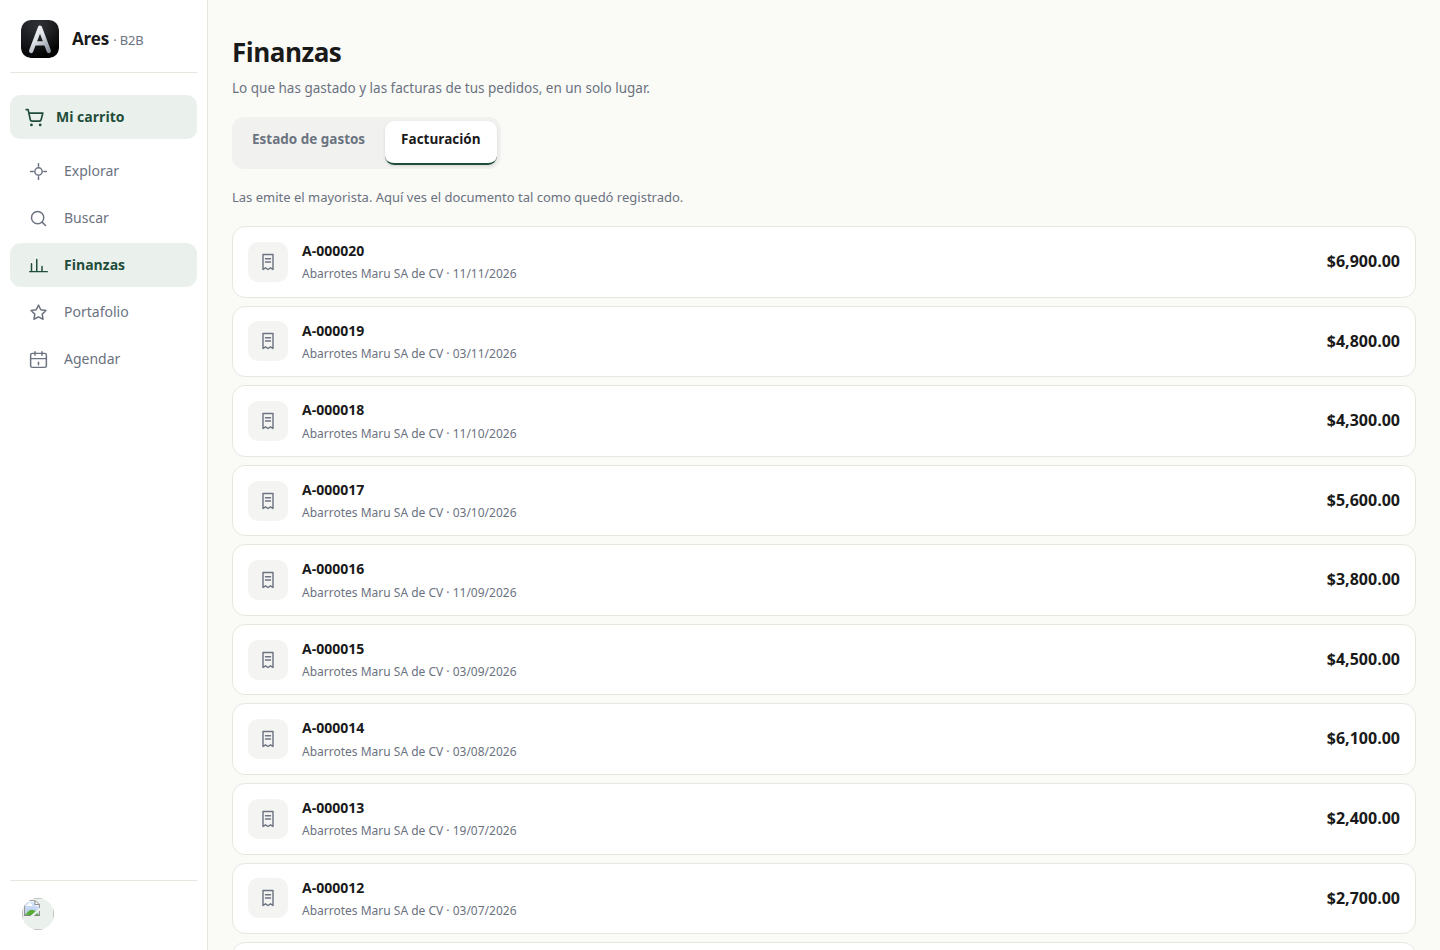 Ares · B2B
Mi carrito
Explorar
Buscar
Finanzas
Portafolio
Agendar
Finanzas
Lo que has gastado y las facturas de tus pedidos, en un solo lugar.
Estado de gastos
Facturación
Las emite el mayorista. Aquí ves el documento tal como quedó registrado.
A-000020
Abarrotes Maru SA de CV · 11/11/2026
$6,900.00
A-000019
Abarrotes Maru SA de CV · 03/11/2026
$4,800.00
A-000018
Abarrotes Maru SA de CV · 11/10/2026
$4,300.00
A-000017
Abarrotes Maru SA de CV · 03/10/2026
$5,600.00
A-000016
Abarrotes Maru SA de CV · 11/09/2026
$3,800.00
A-000015
Abarrotes Maru SA de CV · 03/09/2026
$4,500.00
A-000014
Abarrotes Maru SA de CV · 03/08/2026
$6,100.00
A-000013
Abarrotes Maru SA de CV · 19/07/2026
$2,400.00
A-000012
Abarrotes Maru SA de CV · 03/07/2026
$2,700.00